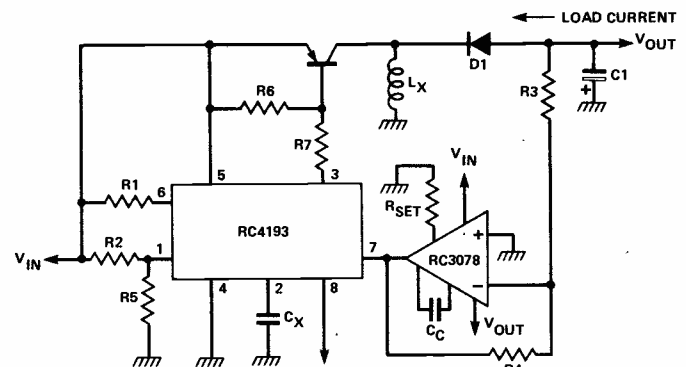 LOAD CURRENT
VOUT
D1
C1
LX
R3
R6
R7
5
3
VIN
RSET
R1
6
RC4193
RC3078
+
+
−
7
VIN
R2
1
R5
4
2
8
CX
CC
VOUT